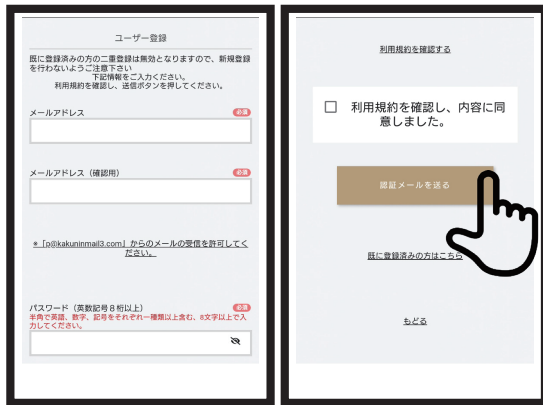 ユーザー登録
既に登録済みの方の二重登録は無効となりますので、新規登録
を行わないようご注意下さい
下記情報をご入力ください。
利用規約を確認し、送信ボタンを押してください。
メールアドレス 必須
メールアドレス（確認用） 必須
*「p@kakuninmail3.com」からのメールの受信を許可してく
ださい。
パスワード（英数記号８桁以上） 必須
半角で英語、数字、記号をそれぞれ一種類以上含む、8文字以上で入
力してください。
利用規約を確認する
利用規約を確認し、内容に同
意しました。
認証メールを送る
既に登録済みの方はこちら
もどる